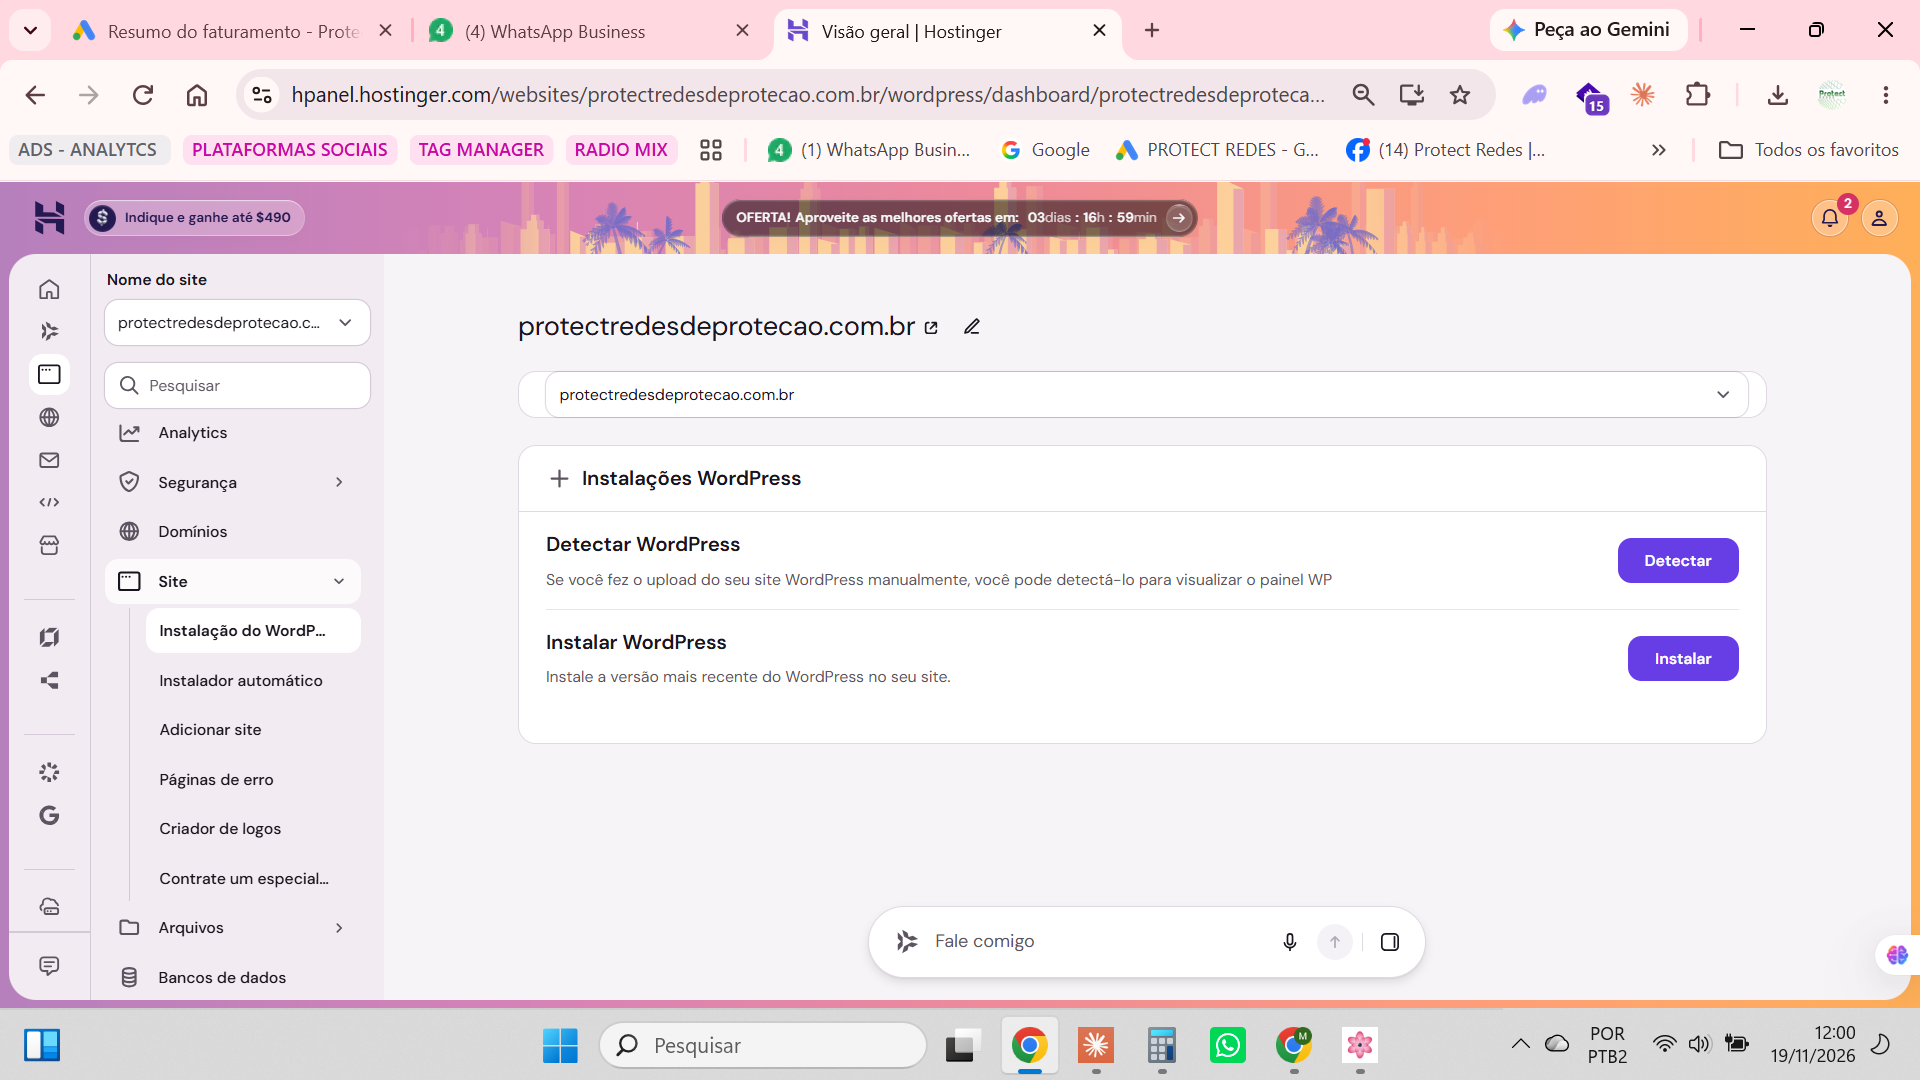 Resumo do faturamento - Prote
4
(4) WhatsApp Business
Visão geral | Hostinger
Peça ao Gemini
hpanel.hostinger.com/websites/protectredesdeprotecao.com.br/wordpress/dashboard/protectredesdeproteca...
15
Protect
ADS - ANALYTCS
PLATAFORMAS SOCIAIS
TAG MANAGER
RADIO MIX
4
(1) WhatsApp Busin...
Google
PROTECT REDES - G...
(14) Protect Redes |...
Todos os favoritos
Indique e ganhe até $490
OFERTA! Aproveite as melhores ofertas em: 03dias : 16h : 59min
2
Nome do site
protectredesdeprotecao.c...
Pesquisar
Analytics
Segurança
Domínios
Site
Instalação do WordP...
Instalador automático
Adicionar site
Páginas de erro
Criador de logos
Contrate um especial...
Arquivos
Bancos de dados
protectredesdeprotecao.com.br
protectredesdeprotecao.com.br
Instalações WordPress
Detectar WordPress
Se você fez o upload do seu site WordPress manualmente, você pode detectá-lo para visualizar o painel WP
Detectar
Instalar WordPress
Instale a versão mais recente do WordPress no seu site.
Instalar
Fale comigo
Pesquisar
M
POR
PTB2
12:00
19/11/2026